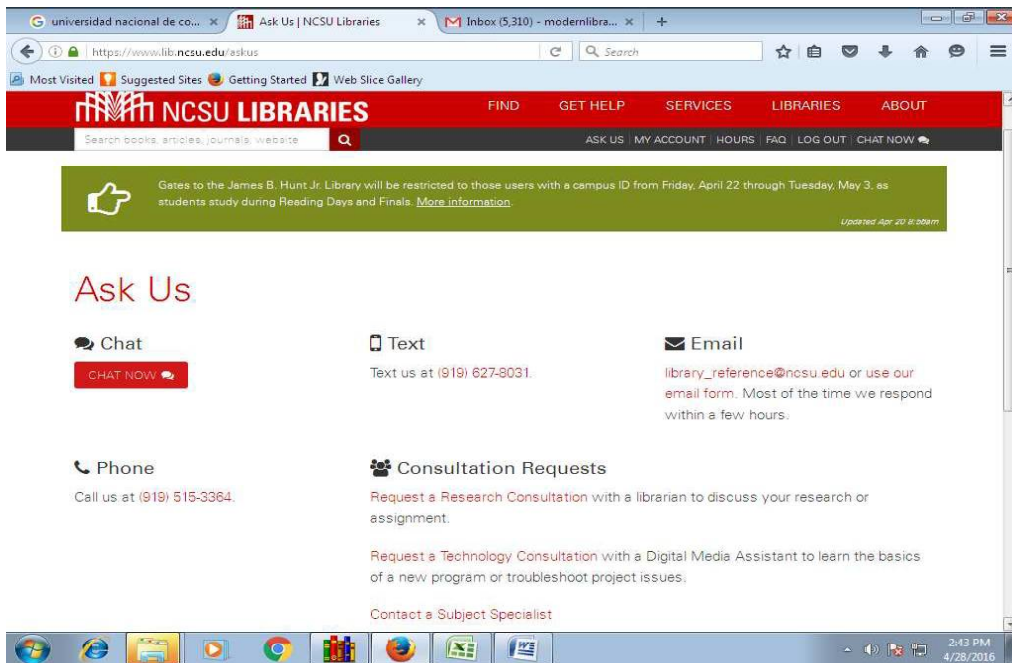 universidad nacional de co...
Ask Us | NCSU Libraries
Inbox (5,310) - modernlibra...
https://www.lib.ncsu.edu/askus
Search
Most Visited Suggested Sites Getting Started Web Slice Gallery
NCSU LIBRARIES
FIND GET HELP SERVICES LIBRARIES ABOUT
Search books, articles, journals, website
ASK US MY ACCOUNT HOURS FAQ LOG OUT CHAT NOW
Gates to the James B. Hunt Jr. Library will be restricted to those users with a campus ID from Friday, April 22 through Tuesday, May 3, as
students study during Reading Days and Finals. More information.
Updated Apr 20
Ask Us
Chat
CHAT NOW
Text
Text us at (919) 627-8031.
Email
library_reference@ncsu.edu or use our
email form. Most of the time we respond
within a few hours.
Phone
Call us at (919) 515-3364.
Consultation Requests
Request a Research Consultation with a librarian to discuss your research or
assignment.
Request a Technology Consultation with a Digital Media Assistant to learn the basics
of a new program or troubleshoot project issues.
Contact a Subject Specialist
2:43 PM
4/28/2016